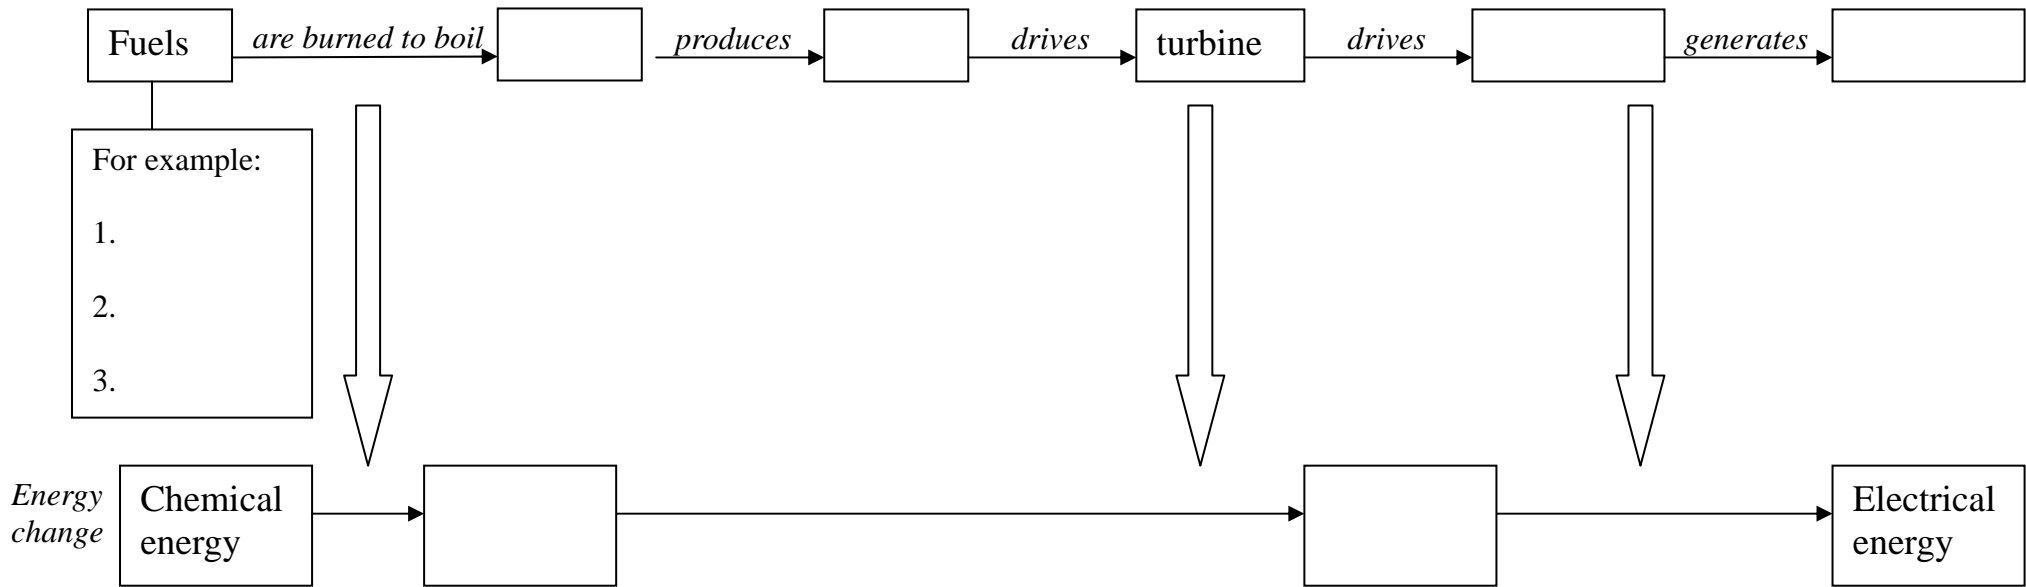 Fuels are burned to boil produces drives turbine drives generates
For example:
1.
2.
3.
Energy
change
Chemical
energy
Electrical
energy